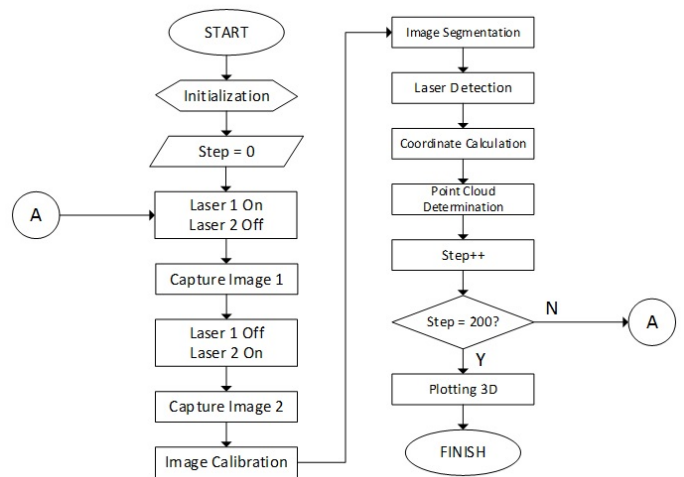 START
Initialization
Step = 0
A
Laser 1 On
Laser 2 Off
Capture Image 1
Laser 1 Off
Laser 2 On
Capture Image 2
Image Calibration
Image Segmentation
Laser Detection
Coordinate Calculation
Point Cloud
Determination
Step++
Step = 200?
N
A
Y
Plotting 3D
FINISH